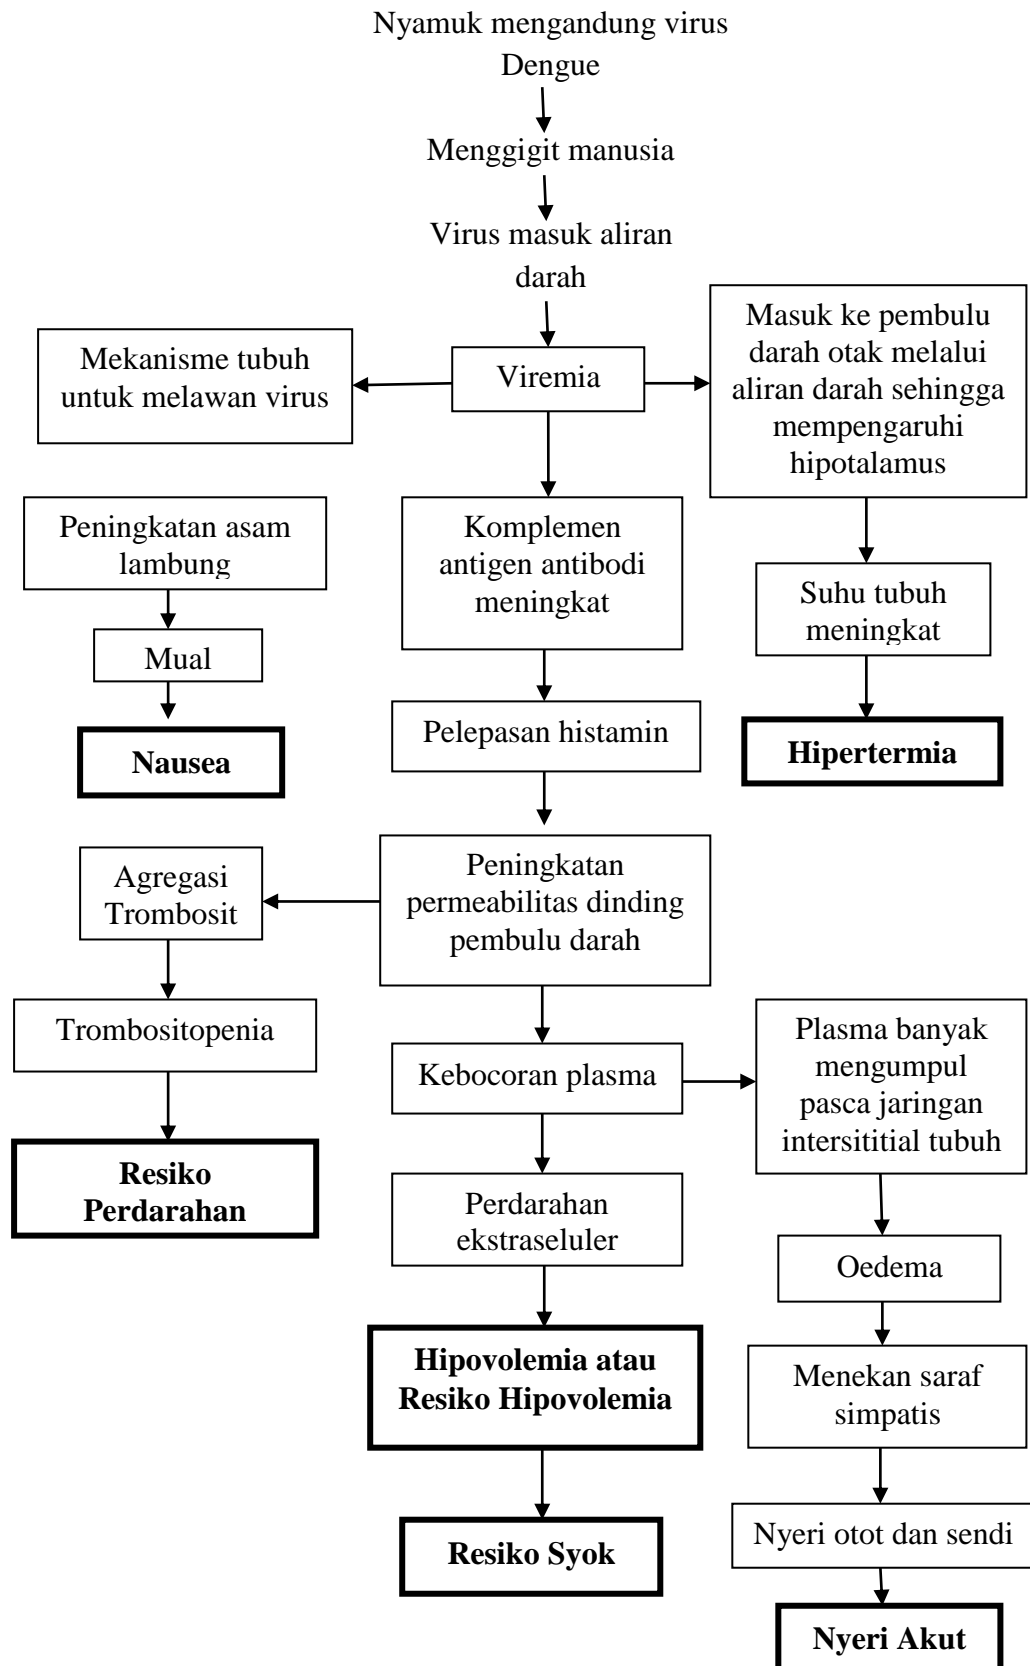 Nyamuk mengandung virus
Dengue
Menggigit manusia
Virus masuk aliran
darah
Mekanisme tubuh
untuk melawan virus
Viremia
Masuk ke pembulu
darah otak melalui
aliran darah sehingga
mempengaruhi
hipotalamus
Peningkatan asam
lambung
Komplemen
antigen antibodi
meningkat
Suhu tubuh
meningkat
Mual
Pelepasan histamin
Nausea
Hipertermia
Agregasi
Trombosit
Peningkatan
permeabilitas dinding
pembulu darah
Trombositopenia
Kebocoran plasma
Plasma banyak
mengumpul
pasca jaringan
intersititial tubuh
Resiko
Perdarahan
Perdarahan
ekstraseluler
Oedema
Hipovolemia atau
Resiko Hipovolemia
Menekan saraf
simpatis
Resiko Syok
Nyeri otot dan sendi
Nyeri Akut